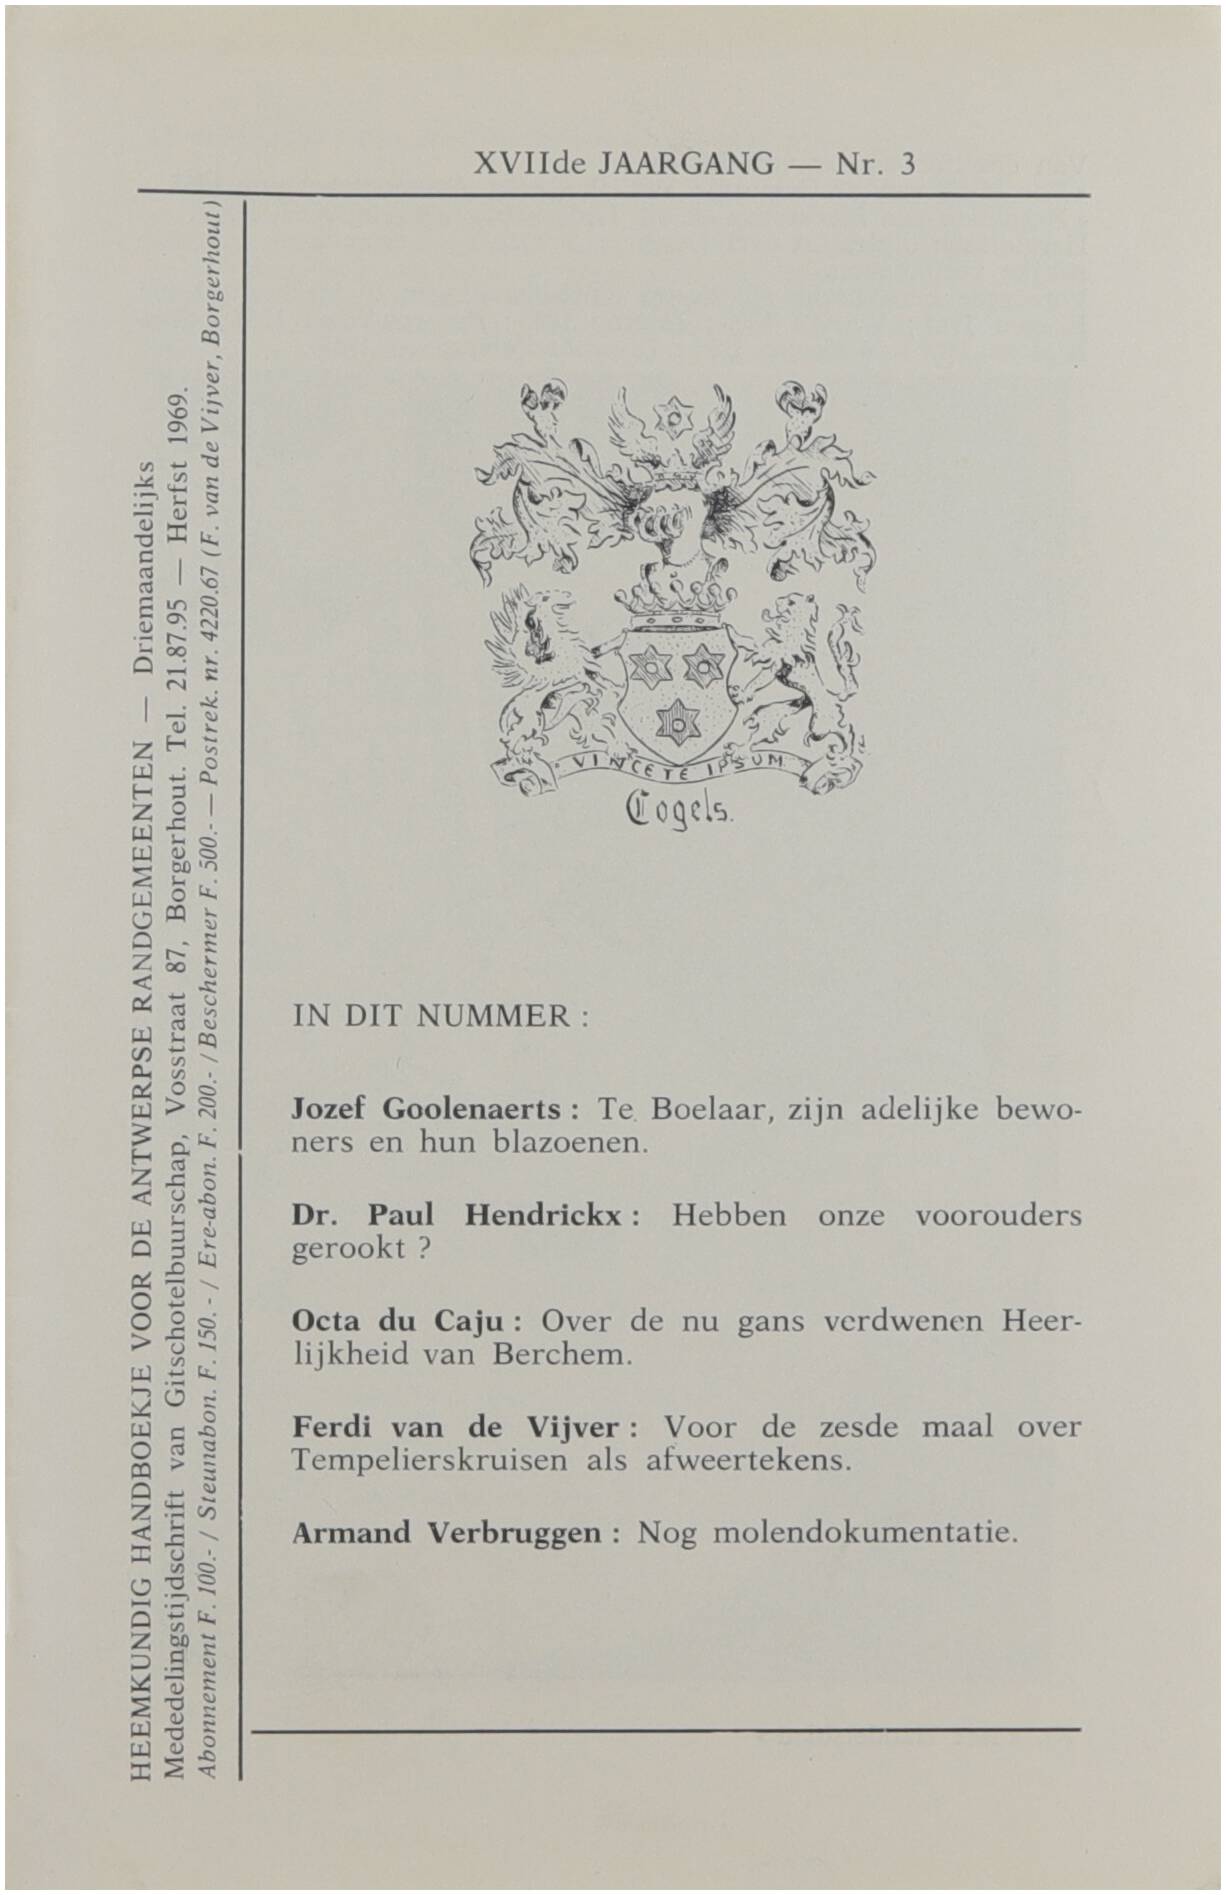 XVIIde JAARGANG — Nr. 3
HEEMKUNDIG HANDBOEKJE VOOR DE ANTWERPSE RANDGEMEENTEN — Driemaandelijks
Mededelingstijdschrift van Gitschotelbuurschap, Vosstraat 87, Borgerhout. Tel. 21.87.95 — Herfst 1969.
Abonnement F. 100.- / Steunabon. F. 150.- / Ere-abon. F. 200.- / Beschermer F. 500.- — Postrek. nr. 4220.67 (F. van de Vijver, Borgerhout)
VINCE TE IPSUM
Cogels.
IN DIT NUMMER :
Jozef Goolenaerts : Te Boelaar, zijn adelijke bewo-
ners en hun blazoenen.
Dr. Paul Hendrickx : Hebben onze voorouders
gerookt ?
Octa du Caju : Over de nu gans verdwenen Heer-
lijkheid van Berchem.
Ferdi van de Vijver : Voor de zesde maal over
Tempelierskruisen als afweertekens.
Armand Verbruggen : Nog molendokumentatie.